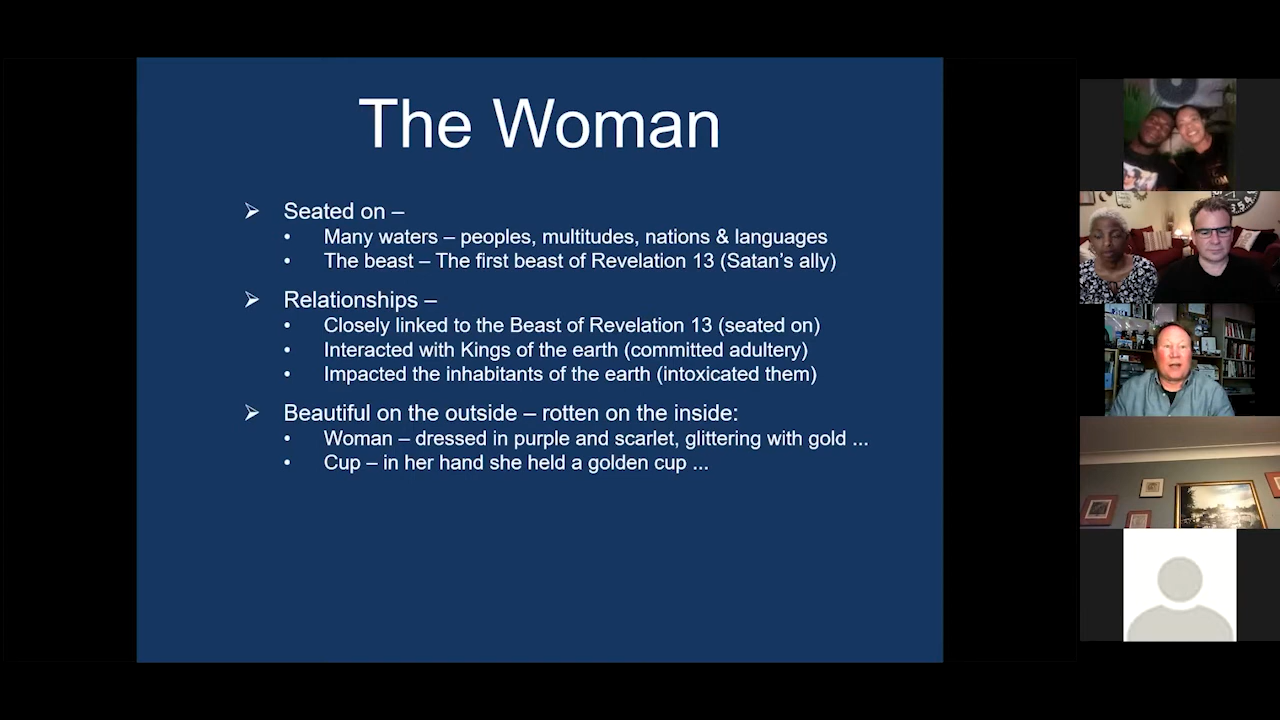 The Woman
➢ Seated on –
• Many waters – peoples, multitudes, nations & languages
• The beast – The first beast of Revelation 13 (Satan’s ally)
➢ Relationships –
• Closely linked to the Beast of Revelation 13 (seated on)
• Interacted with Kings of the earth (committed adultery)
• Impacted the inhabitants of the earth (intoxicated them)
➢ Beautiful on the outside – rotten on the inside:
• Woman – dressed in purple and scarlet, glittering with gold ...
• Cup – in her hand she held a golden cup ...